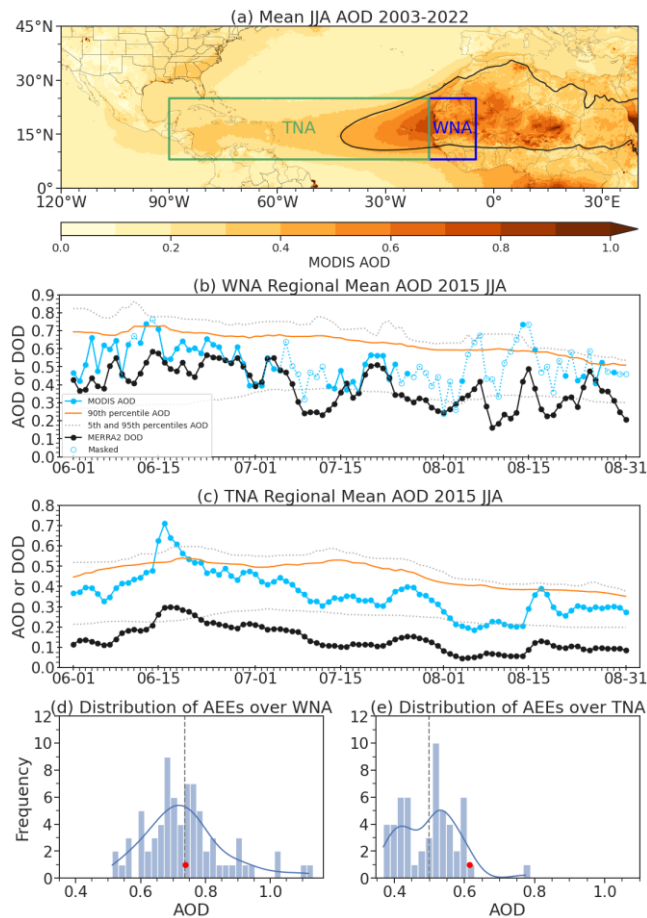 (a) Mean JJA AOD 2003-2022
45°N
30°N
15°N
0°
TNA
WNA
120°W 90°W 60°W 30°W 0° 30°E
0.0 0.2 0.4 0.6 0.8 1.0
MODIS AOD
(b) WNA Regional Mean AOD 2015 JJA
AOD or DOD
0.9
0.8
0.7
0.6
0.5
0.4
0.3
0.2
0.1
0.0
MODIS AOD
90th percentile AOD
5th and 95th percentiles AOD
MERRA2 DOD
Masked
06-01 06-15 07-01 07-15 08-01 08-15 08-31
(c) TNA Regional Mean AOD 2015 JJA
AOD or DOD
0.8
0.7
0.6
0.5
0.4
0.3
0.2
0.1
0.0
06-01 06-15 07-01 07-15 08-01 08-15 08-31
(d) Distribution of AEEs over WNA
Frequency
12
10
8
6
4
2
0
0.4 0.6 0.8 1.0
AOD
(e) Distribution of AEEs over TNA
12
10
8
6
4
2
0
0.4 0.6 0.8 1.0
AOD